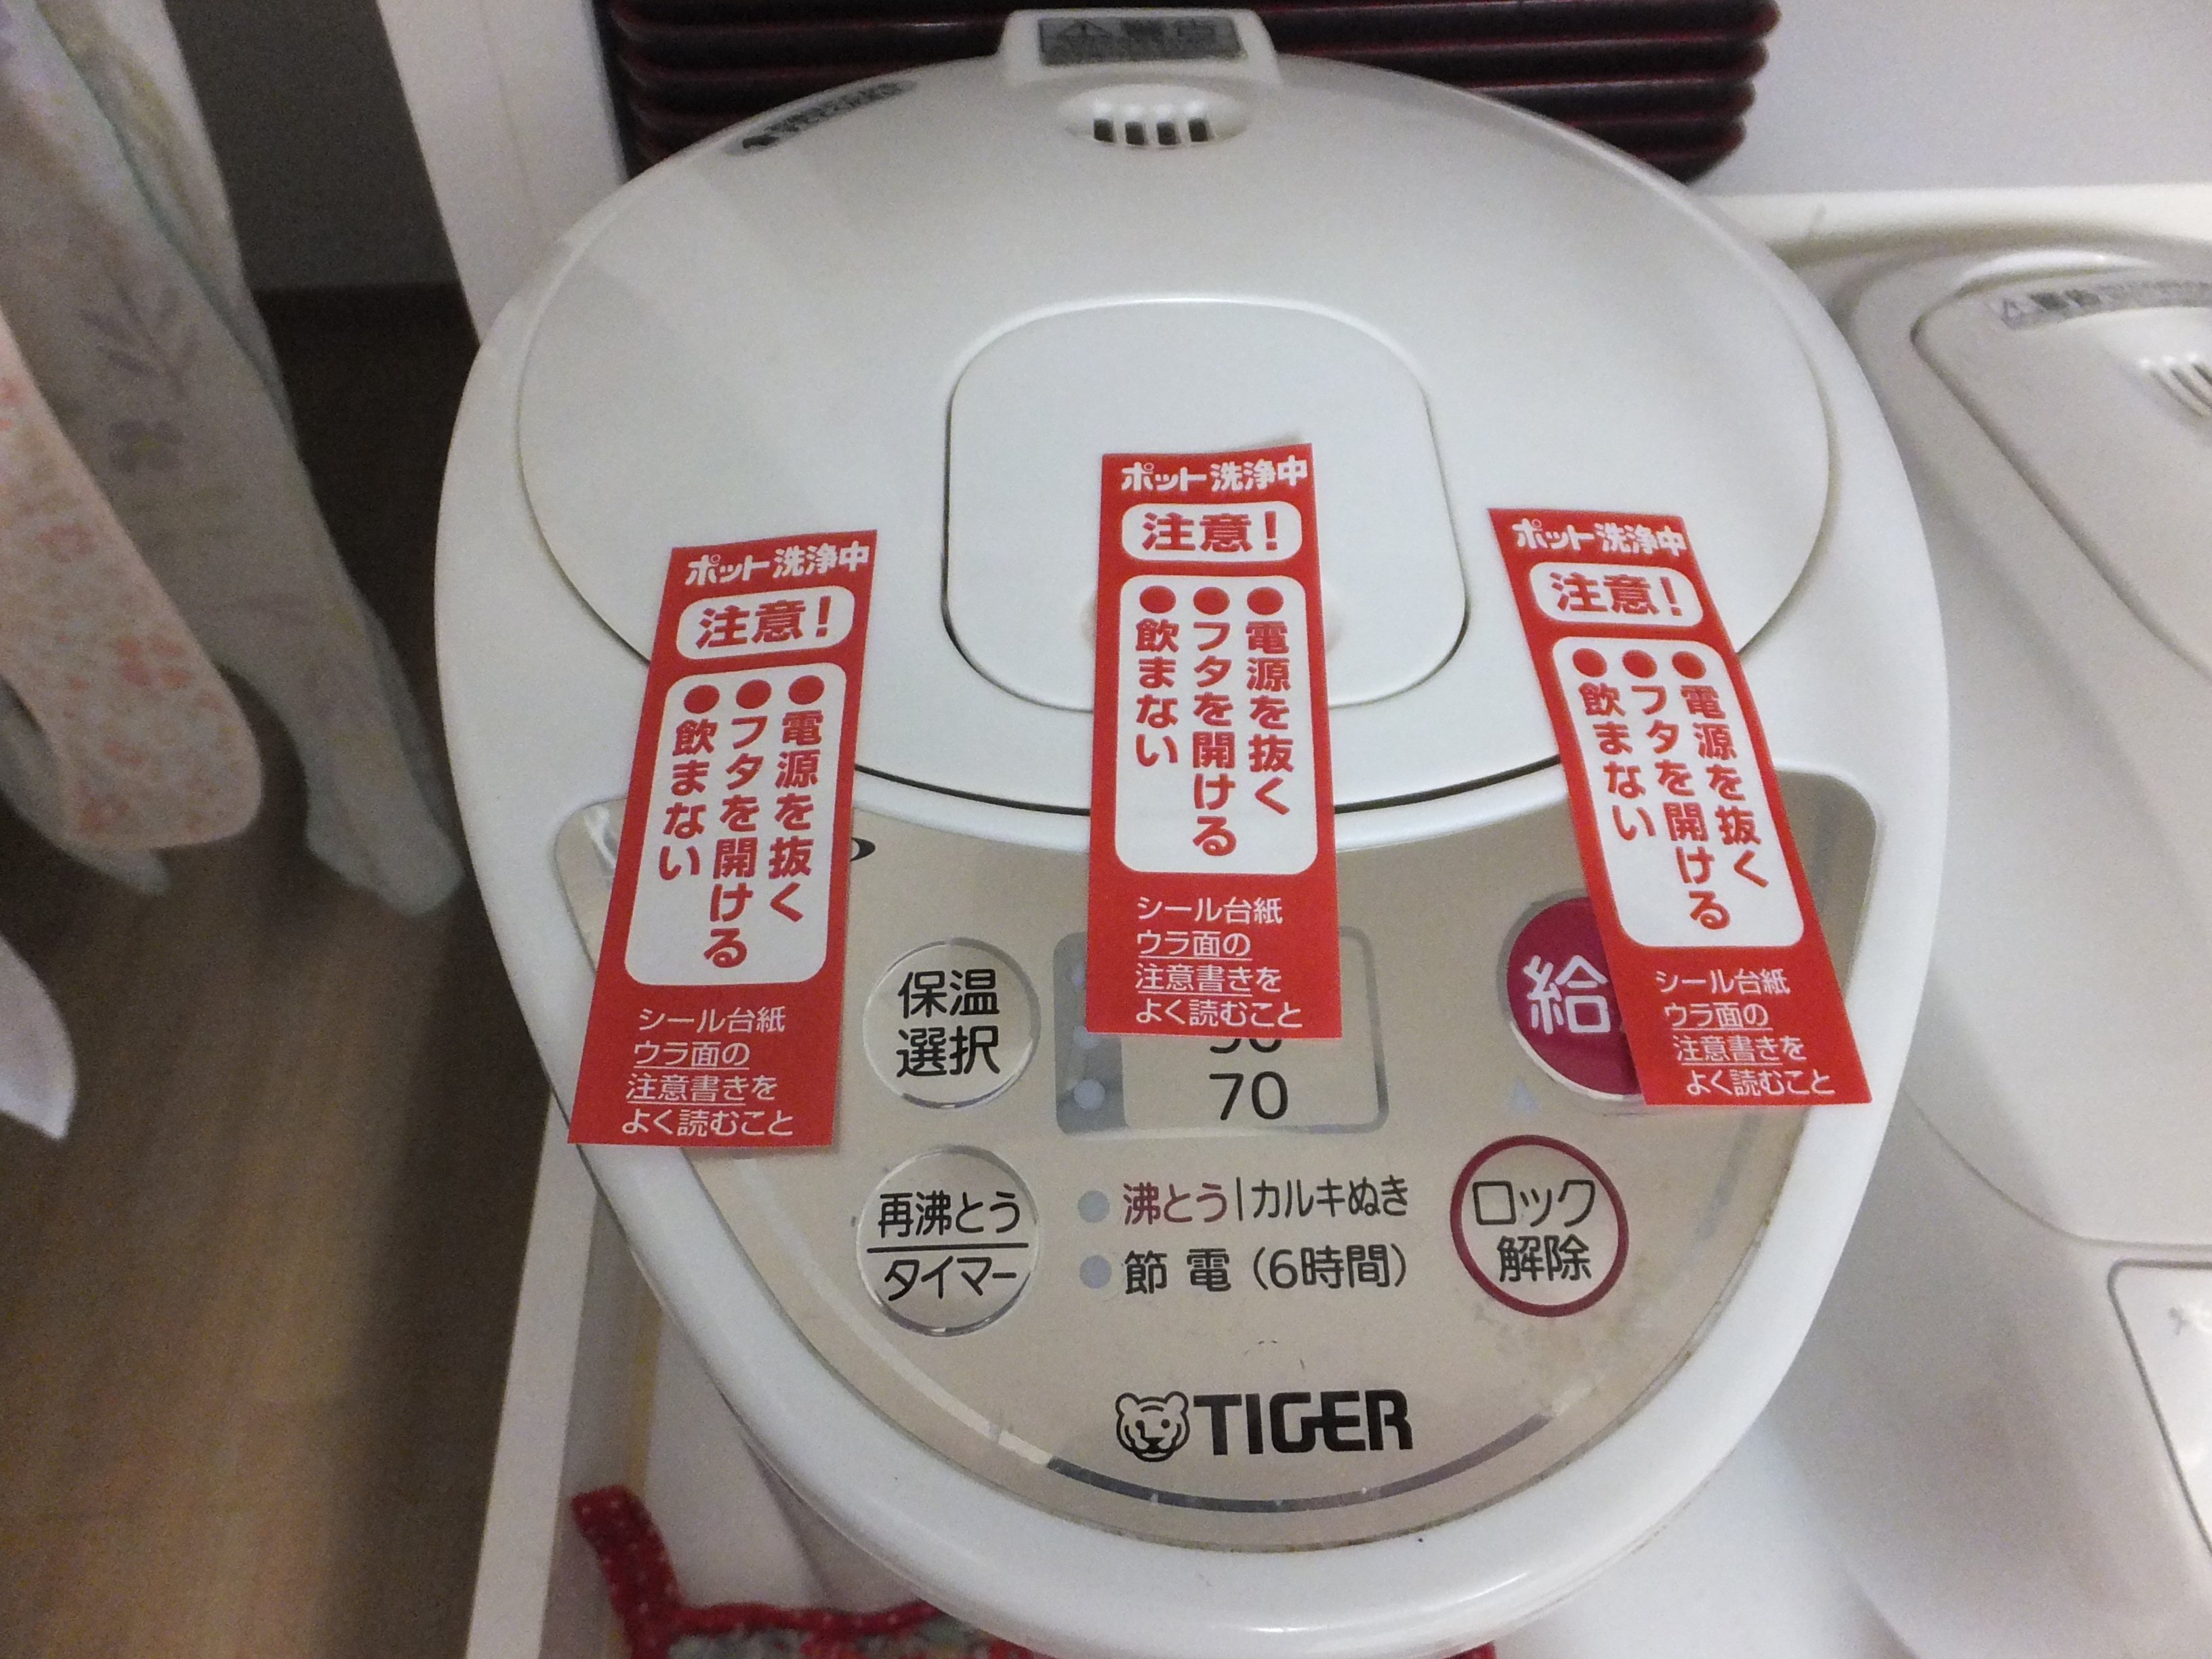 警告
ポット洗浄中
注意！
●電源を抜く
●フタを開ける
●飲まない
シール台紙
ウラ面の
注意書きを
よく読むこと
ポット洗浄中
注意！
●電源を抜く
●フタを開ける
●飲まない
シール台紙
ウラ面の
注意書きを
よく読むこと
ポット洗浄中
注意！
●電源を抜く
●フタを開ける
●飲まない
シール台紙
ウラ面の
注意書きを
よく読むこと
保温
選択
70
給
再沸とう
タイマー
沸とう|カルキぬき
節電(6時間)
ロック
解除
TIGER